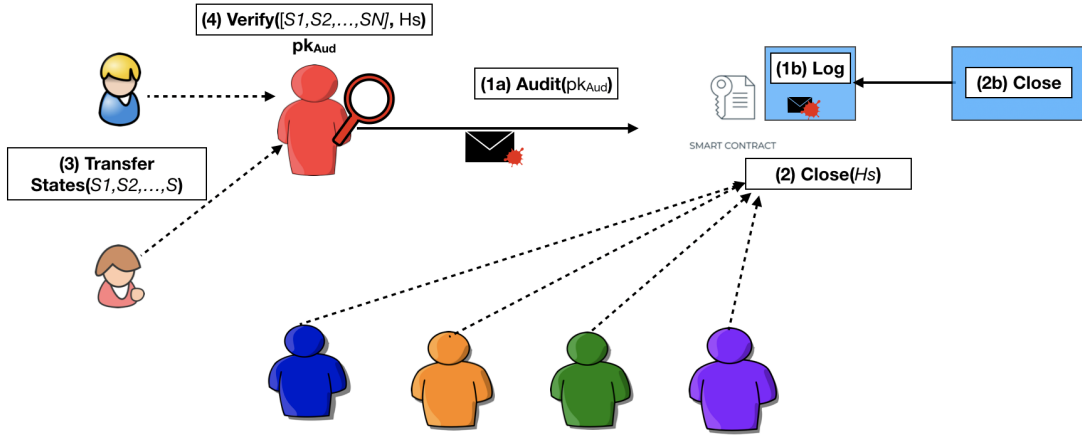 (4) Verify([S1,S2,…,SN], Hs)
pkAud
(1a) Audit(pkAud)
(1b) Log
(2b) Close
SMART CONTRACT
(3) Transfer
States(S1,S2,…,S)
(2) Close(Hs)